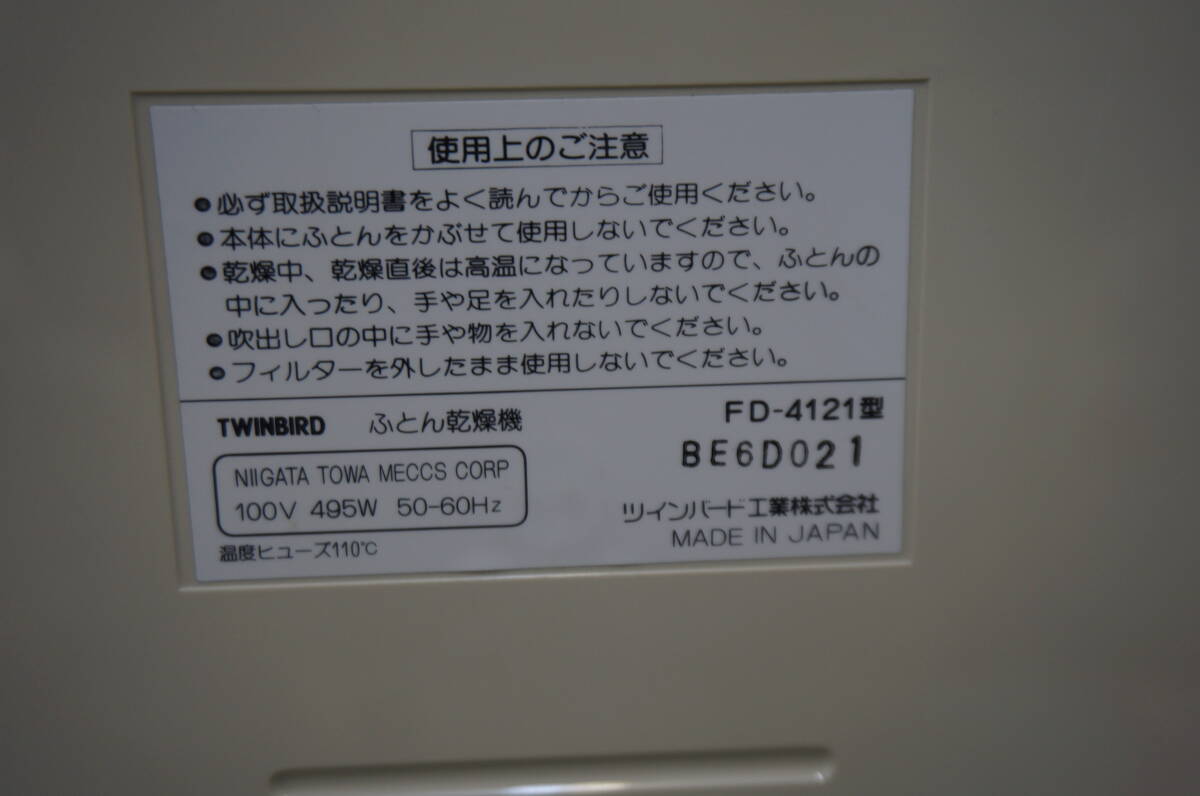 使用上のご注意
●必ず取扱説明書をよく読んでからご使用ください。
●本体にふとんをかぶせて使用しないでください。
●乾燥中、乾燥直後は高温になっていますので、ふとんの
中に入ったり、手や足を入れたりしないでください。
●吹出し口の中に手や物を入れないでください。
●フィルターを外したまま使用しないでください。
TWINBIRD ふとん乾燥機 FD-4121型
BE6D021
NIIGATA TOWA MECCS CORP
100V 495W 50-60Hz
ツインバード工業株式会社
MADE IN JAPAN
温度ヒューズ110℃